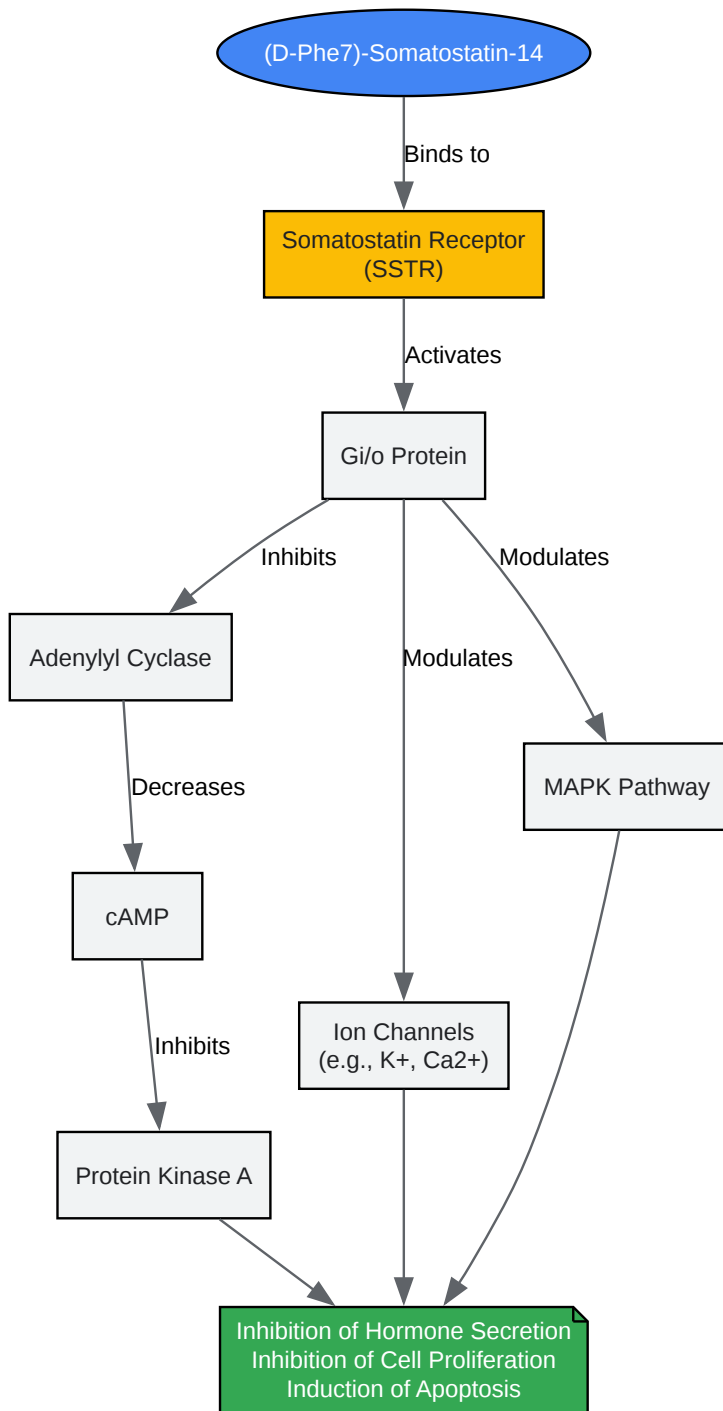 (D-Phe7)-Somatostatin-14
Binds to
Somatostatin Receptor
(SSTR)
Activates
Gi/o Protein
Inhibits
Modulates
Adenylyl Cyclase
Modulates
Decreases
MAPK Pathway
cAMP
Ion Channels
(e.g., K+, Ca2+)
Inhibits
Protein Kinase A
Inhibition of Hormone Secretion
Inhibition of Cell Proliferation
Induction of Apoptosis